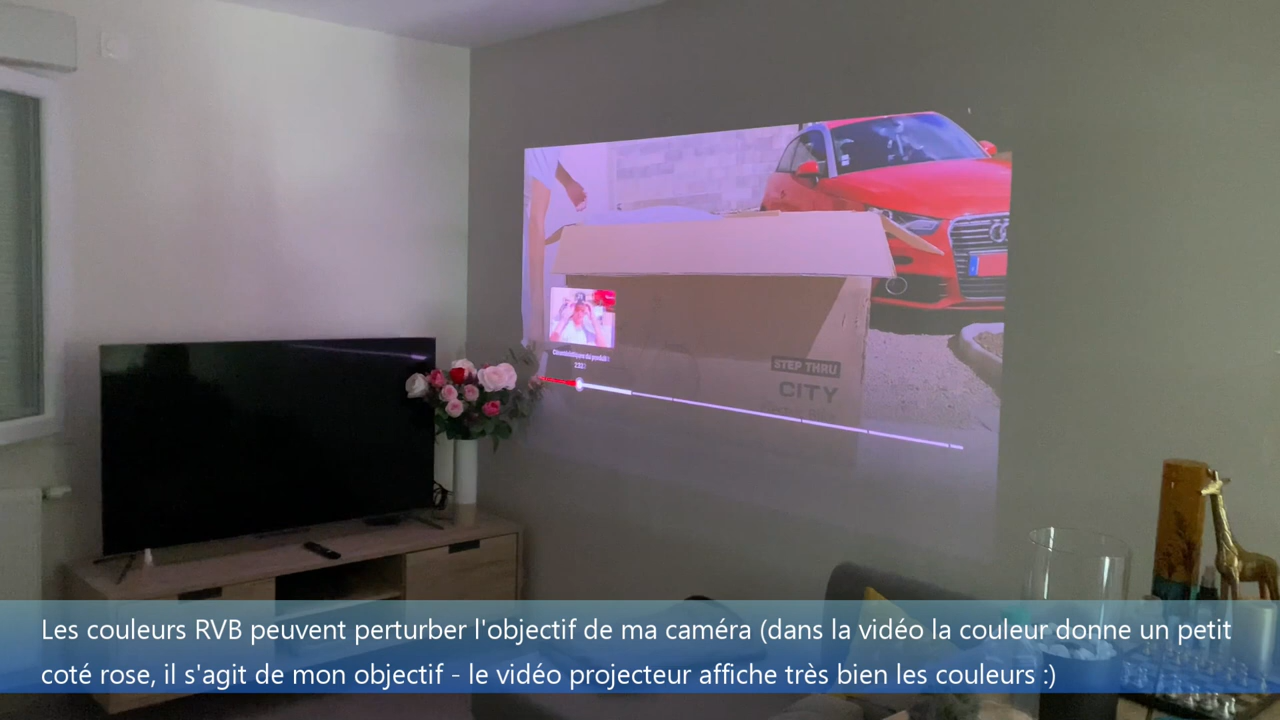 STEP THRU
CITY
Les couleurs RVB peuvent perturber l'objectif de ma caméra (dans la vidéo la couleur donne un petit
coté rose, il s'agit de mon objectif - le vidéo projecteur affiche très bien les couleurs :)